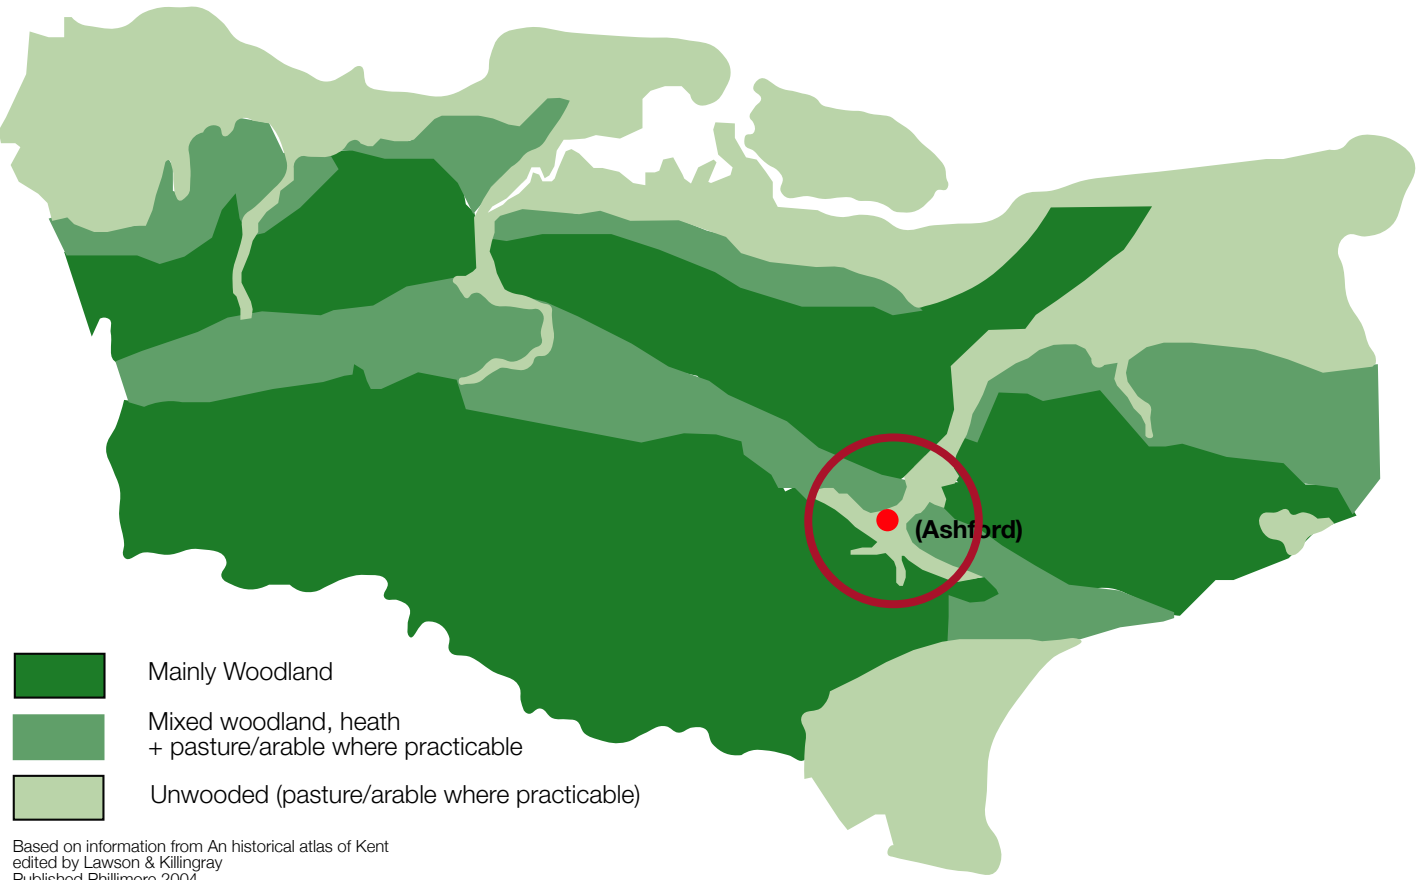 (Ashford)
Mainly Woodland
Mixed woodland, heath
+ pasture/arable where practicable
Unwooded (pasture/arable where practicable)
Based on information from An historical atlas of Kent
edited by Lawson & Killingray
Published Phillimore 2004